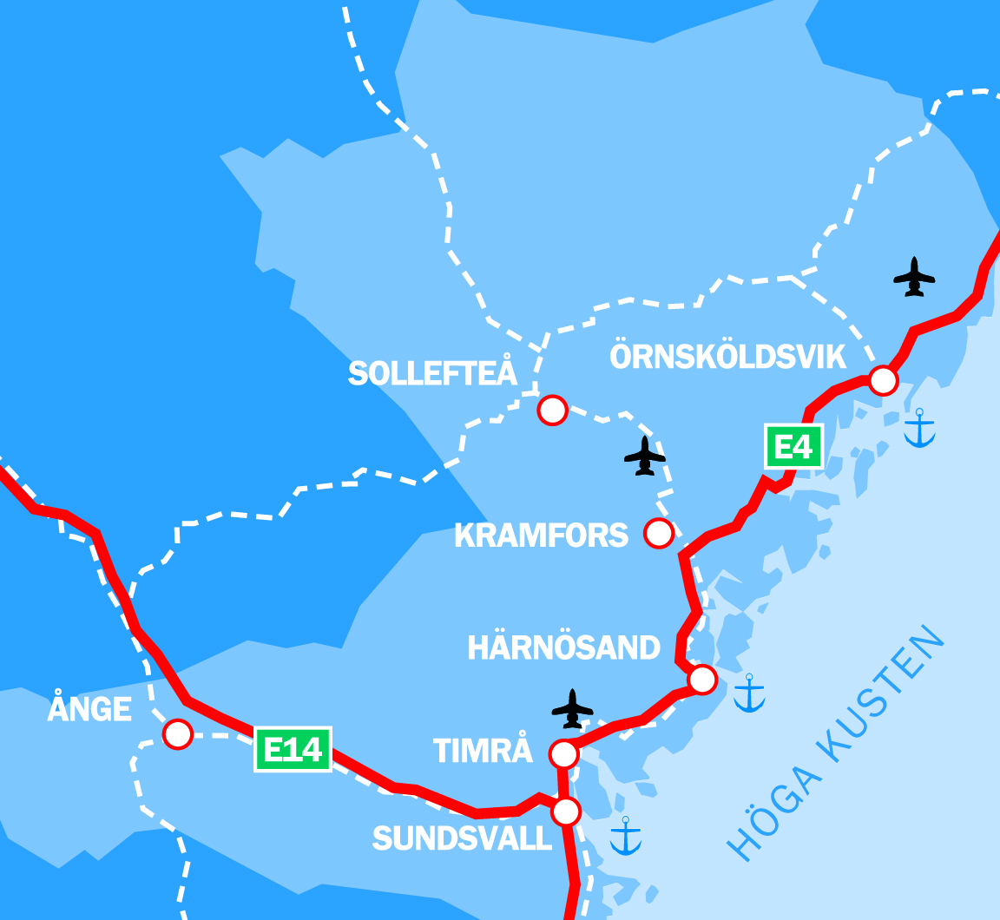 ÖRNSKÖLDSVIK
SOLLEFTEÅ
E4
KRAMFORS
HÄRNÖSAND
ÅNGE
E14
TIMRÅ
SUNDSVALL
HÖGA KUSTEN